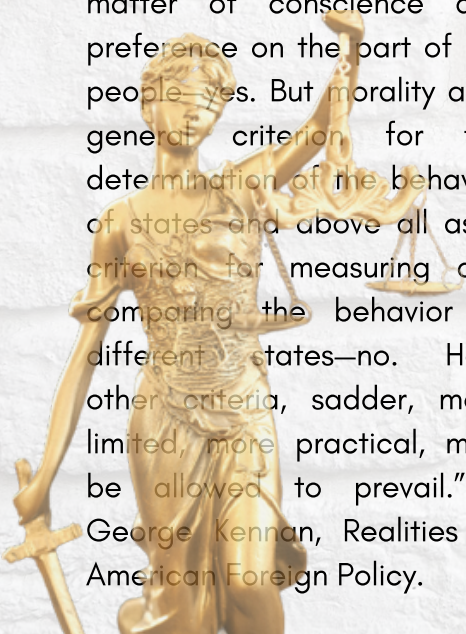 matter of conscience a
preference on the part of
people—yes. But morality a
general criterion for
determination of the behav
of states and above all as
criterion for measuring
comparing the behavior
different states—no. H
other criteria, sadder, mo
limited, more practical, m
be allowed to prevail.”
George Kennan, Realities
American Foreign Policy.